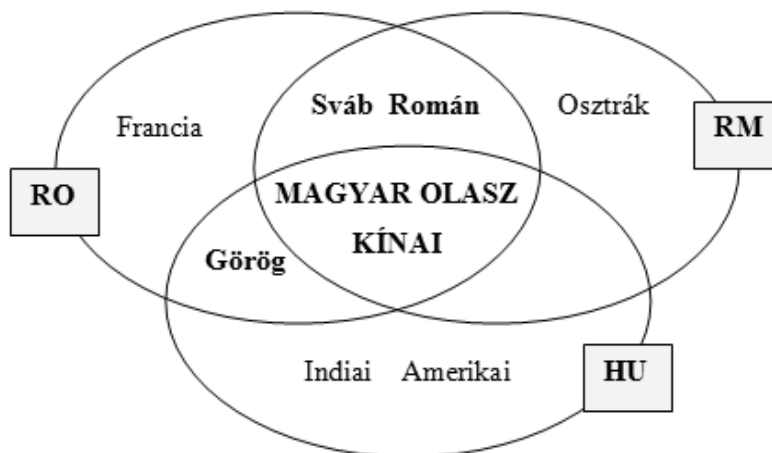 Sváb Román
Francia
Osztrák
RM
RO
MAGYAR OLASZ
KÍNAI
Görög
Indiai Amerikai
HU